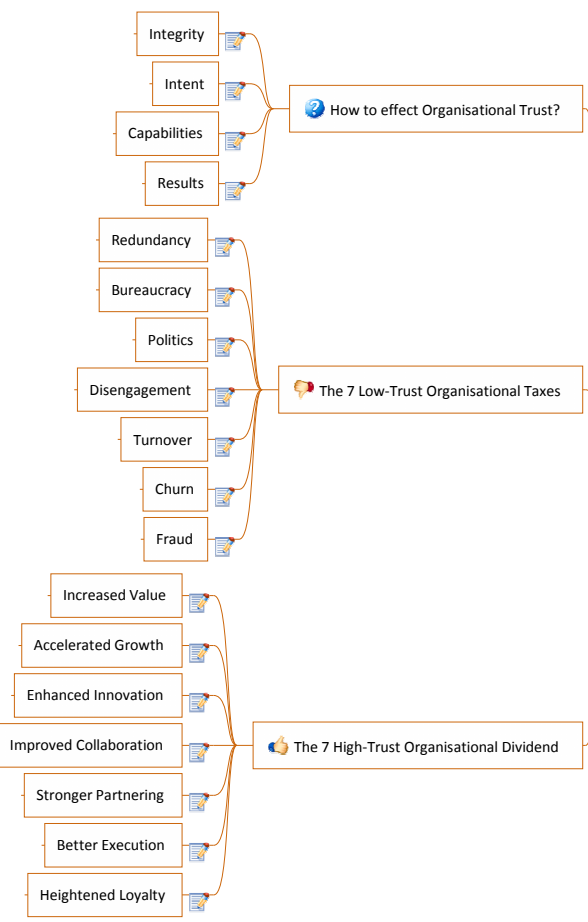 Integrity
Intent
Capabilities
Results
How to effect Organisational Trust?
Redundancy
Bureaucracy
Politics
Disengagement
Turnover
Churn
Fraud
The 7 Low-Trust Organisational Taxes
Increased Value
Accelerated Growth
Enhanced Innovation
Improved Collaboration
Stronger Partnering
Better Execution
Heightened Loyalty
The 7 High-Trust Organisational Dividend